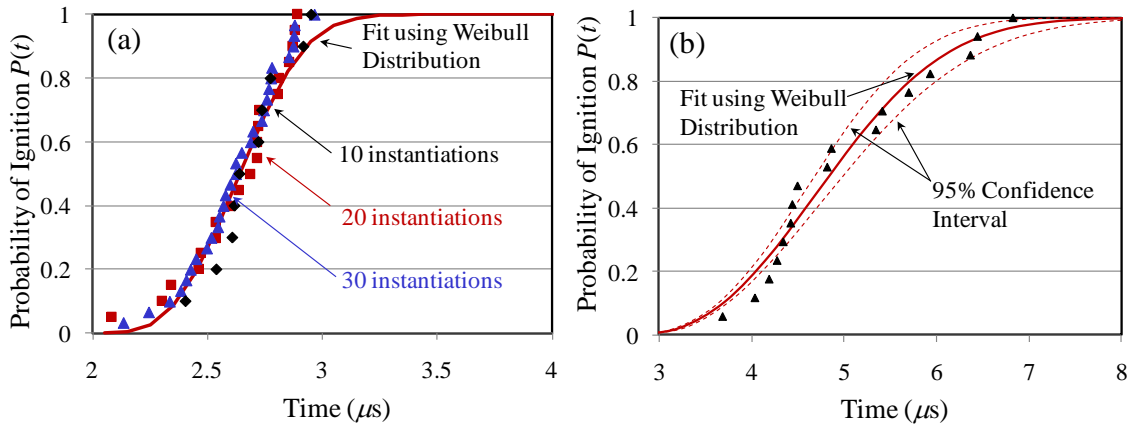 (a)
Fit using Weibull
Distribution
10 instantiations
20 instantiations
30 instantiations
Probability of Ignition P(t)
1
0.8
0.6
0.4
0.2
0
2
2.5
3
3.5
4
Time (μs)
(b)
Fit using Weibull
Distribution
95% Confidence
Interval
Probability of Ignition P(t)
1
0.8
0.6
0.4
0.2
0
3
4
5
6
7
8
Time (μs)